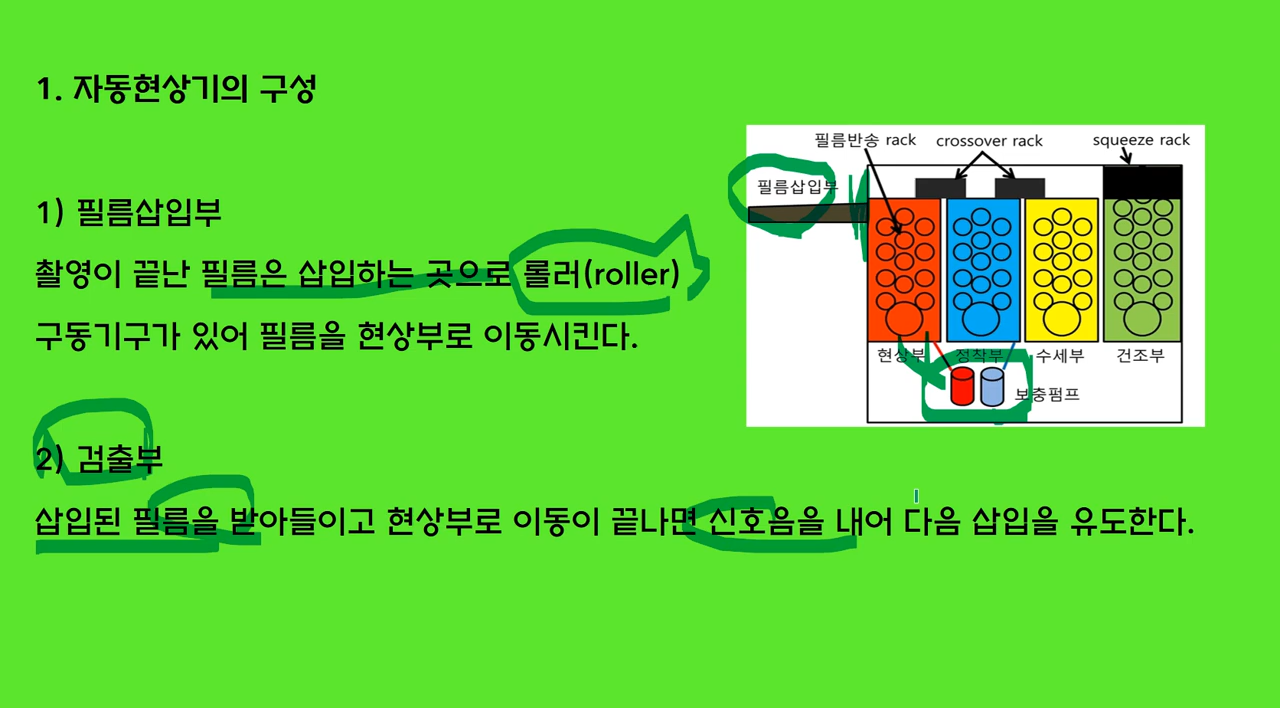 1. 자동현상기의 구성
1) 필름삽입부
촬영이 끝난 필름은 삽입하는 곳으로 롤러(roller)
구동기구가 있어 필름을 현상부로 이동시킨다.
2) 검출부
삽입된 필름을 받아들이고 현상부로 이동이 끝나면 신호음을 내어 다음 삽입을 유도한다.
필름반송 rack
crossover rack
squeeze rack
필름삽입부
현상부
정착부
수세부
건조부
보충펌프